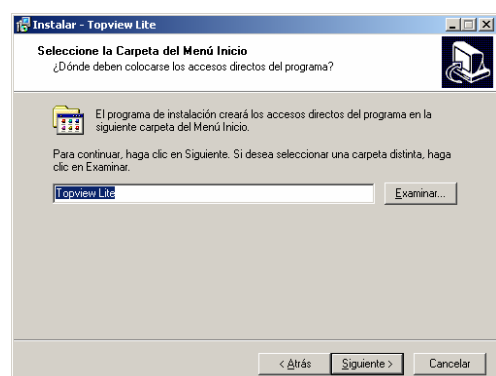 Instalar - Topview Lite
Seleccione la Carpeta del Menú Inicio
¿Dónde deben colocarse los accesos directos del programa?
El programa de instalación creará los accesos directos del programa en la
siguiente carpeta del Menú Inicio.
Para continuar, haga clic en Siguiente. Si desea seleccionar una carpeta distinta, haga
clic en Examinar.
Topview Lite
Examinar...
< Atrás
Siguiente >
Cancelar